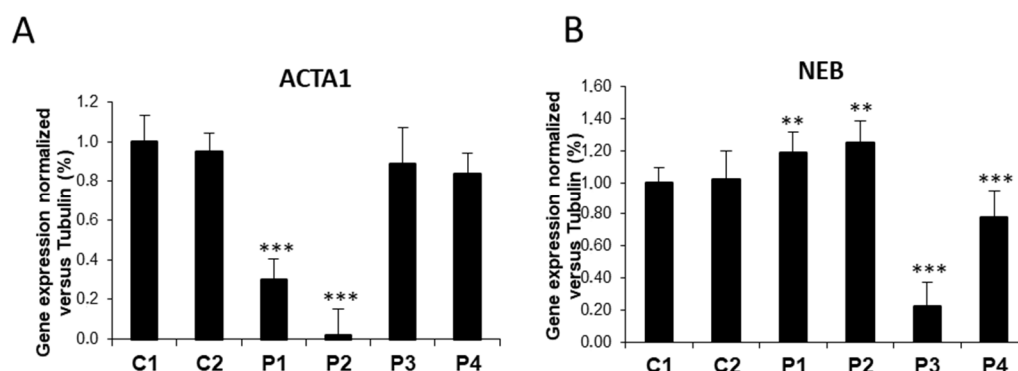 A
ACTA1
Gene expression normalized
versus Tubulin (%)
1.2
1.0
0.8
0.6
0.4
0.2
0.0
***
***
C1 C2 P1 P2 P3 P4
B
NEB
Gene expression normalized
versus Tubulin (%)
1.60
1.40
1.20
1.00
0.80
0.60
0.40
0.20
0.00
**
**
***
***
C1 C2 P1 P2 P3 P4